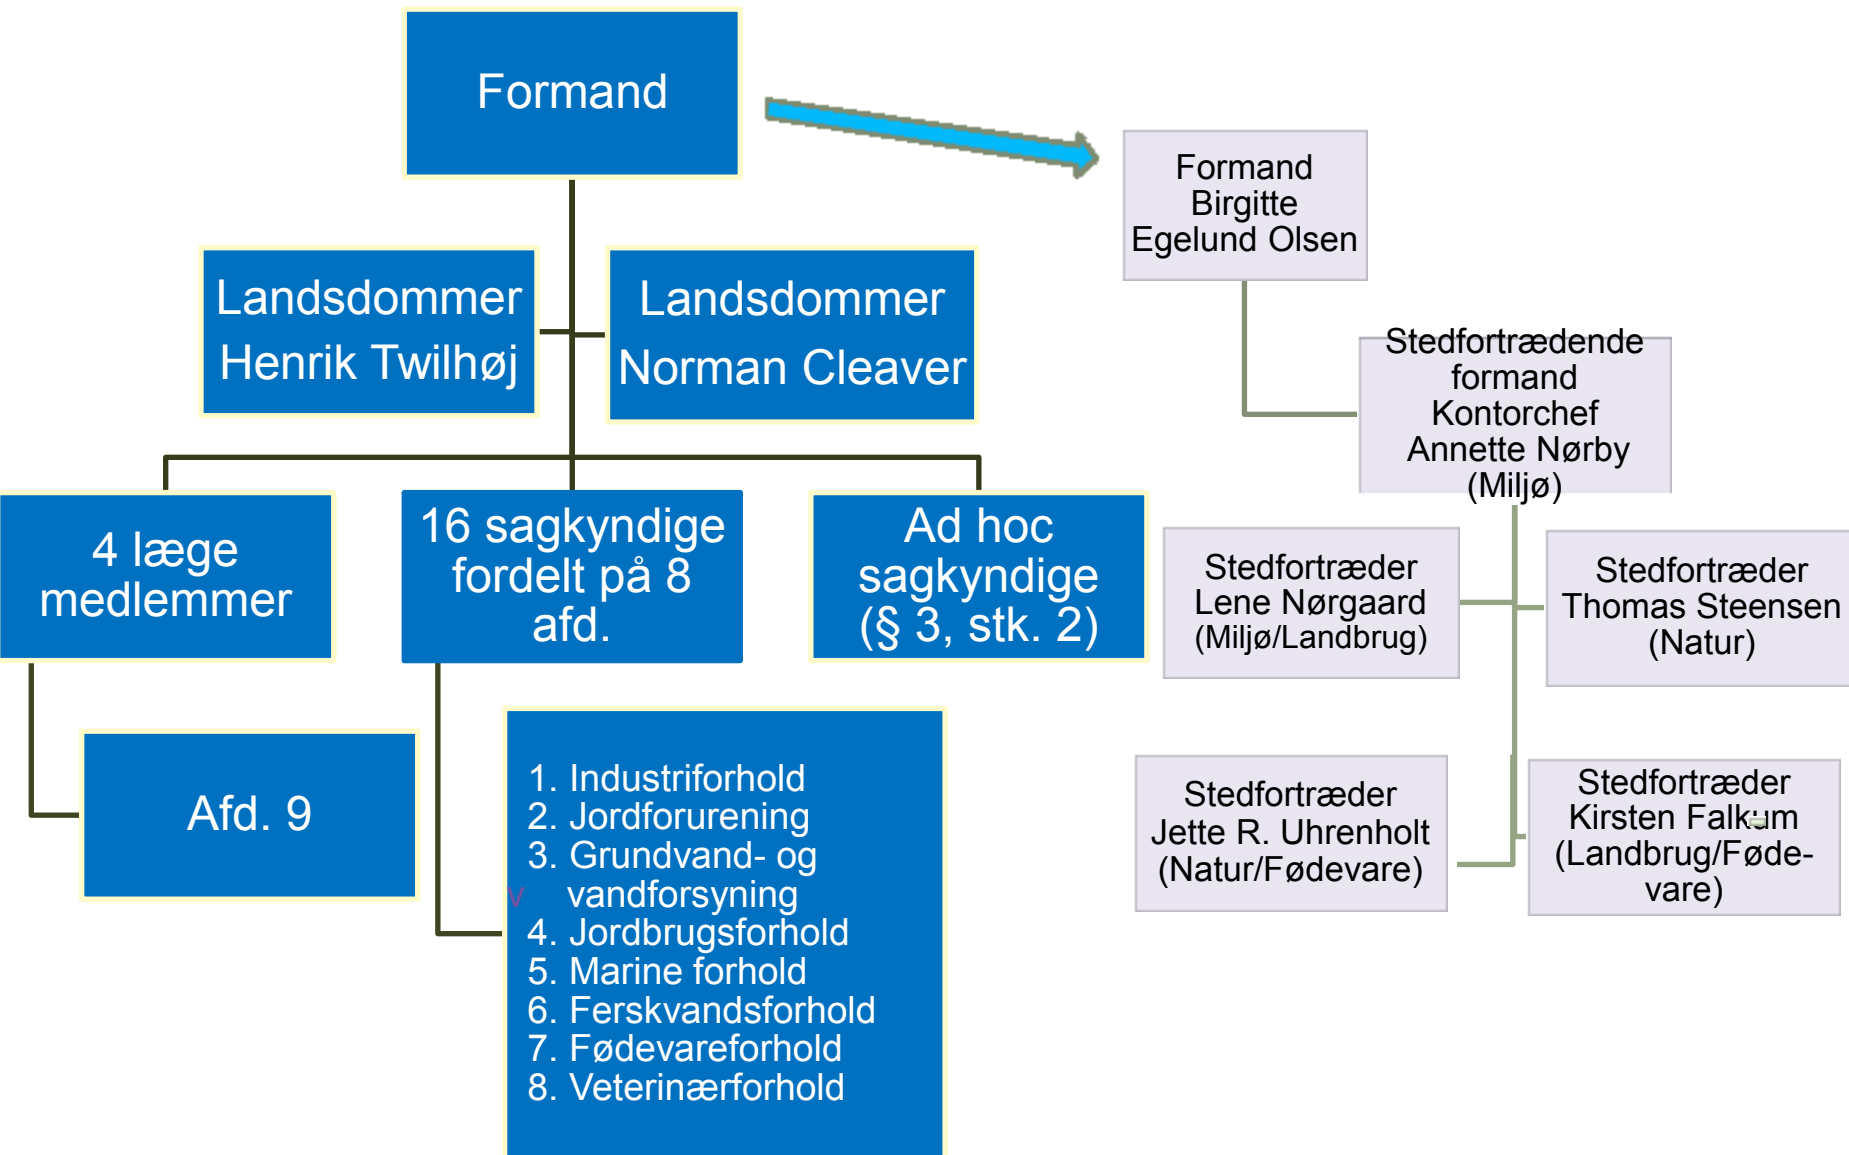 Formand
Landsdommer
Henrik Twilhøj
Landsdommer
Norman Cleaver
4 læge
medlemmer
16 sagkyndige
fordelt på 8
afd.
Ad hoc
sagkyndige
(§ 3, stk. 2)
Afd. 9
1. Industriforhold
2. Jordforurening
3. Grundvand- og
vandforsyning
v
4. Jordbrugsforhold
5. Marine forhold
6. Ferskvandsforhold
7. Fødevareforhold
8. Veterinærforhold
Formand
Birgitte
Egelund Olsen
Stedfortrædende
formand
Kontorchef
Annette Nørby
(Miljø)
Stedfortræder
Lene Nørgaard
(Miljø/Landbrug)
Stedfortræder
Thomas Steensen
(Natur)
Stedfortræder
Jette R. Uhrenholt
(Natur/Fødevare)
Stedfortræder
Kirsten Falkum
(Landbrug/Føde-
vare)